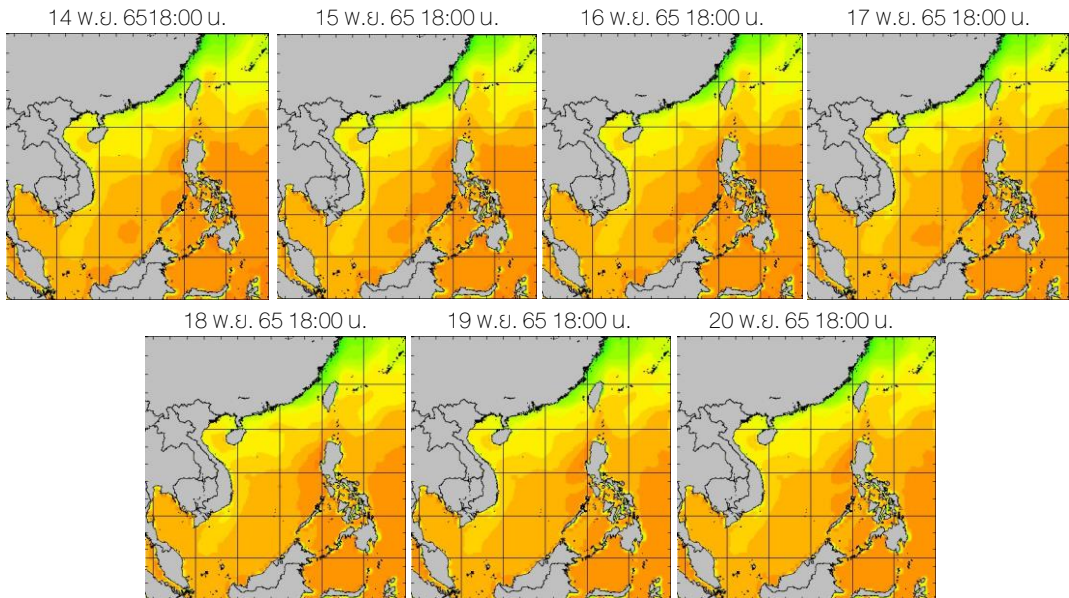 14 พ.ย. 65 18:00 น.
15 พ.ย. 65 18:00 น.
16 พ.ย. 65 18:00 น.
17 พ.ย. 65 18:00 น.
18 พ.ย. 65 18:00 น.
19 พ.ย. 65 18:00 น.
20 พ.ย. 65 18:00 น.